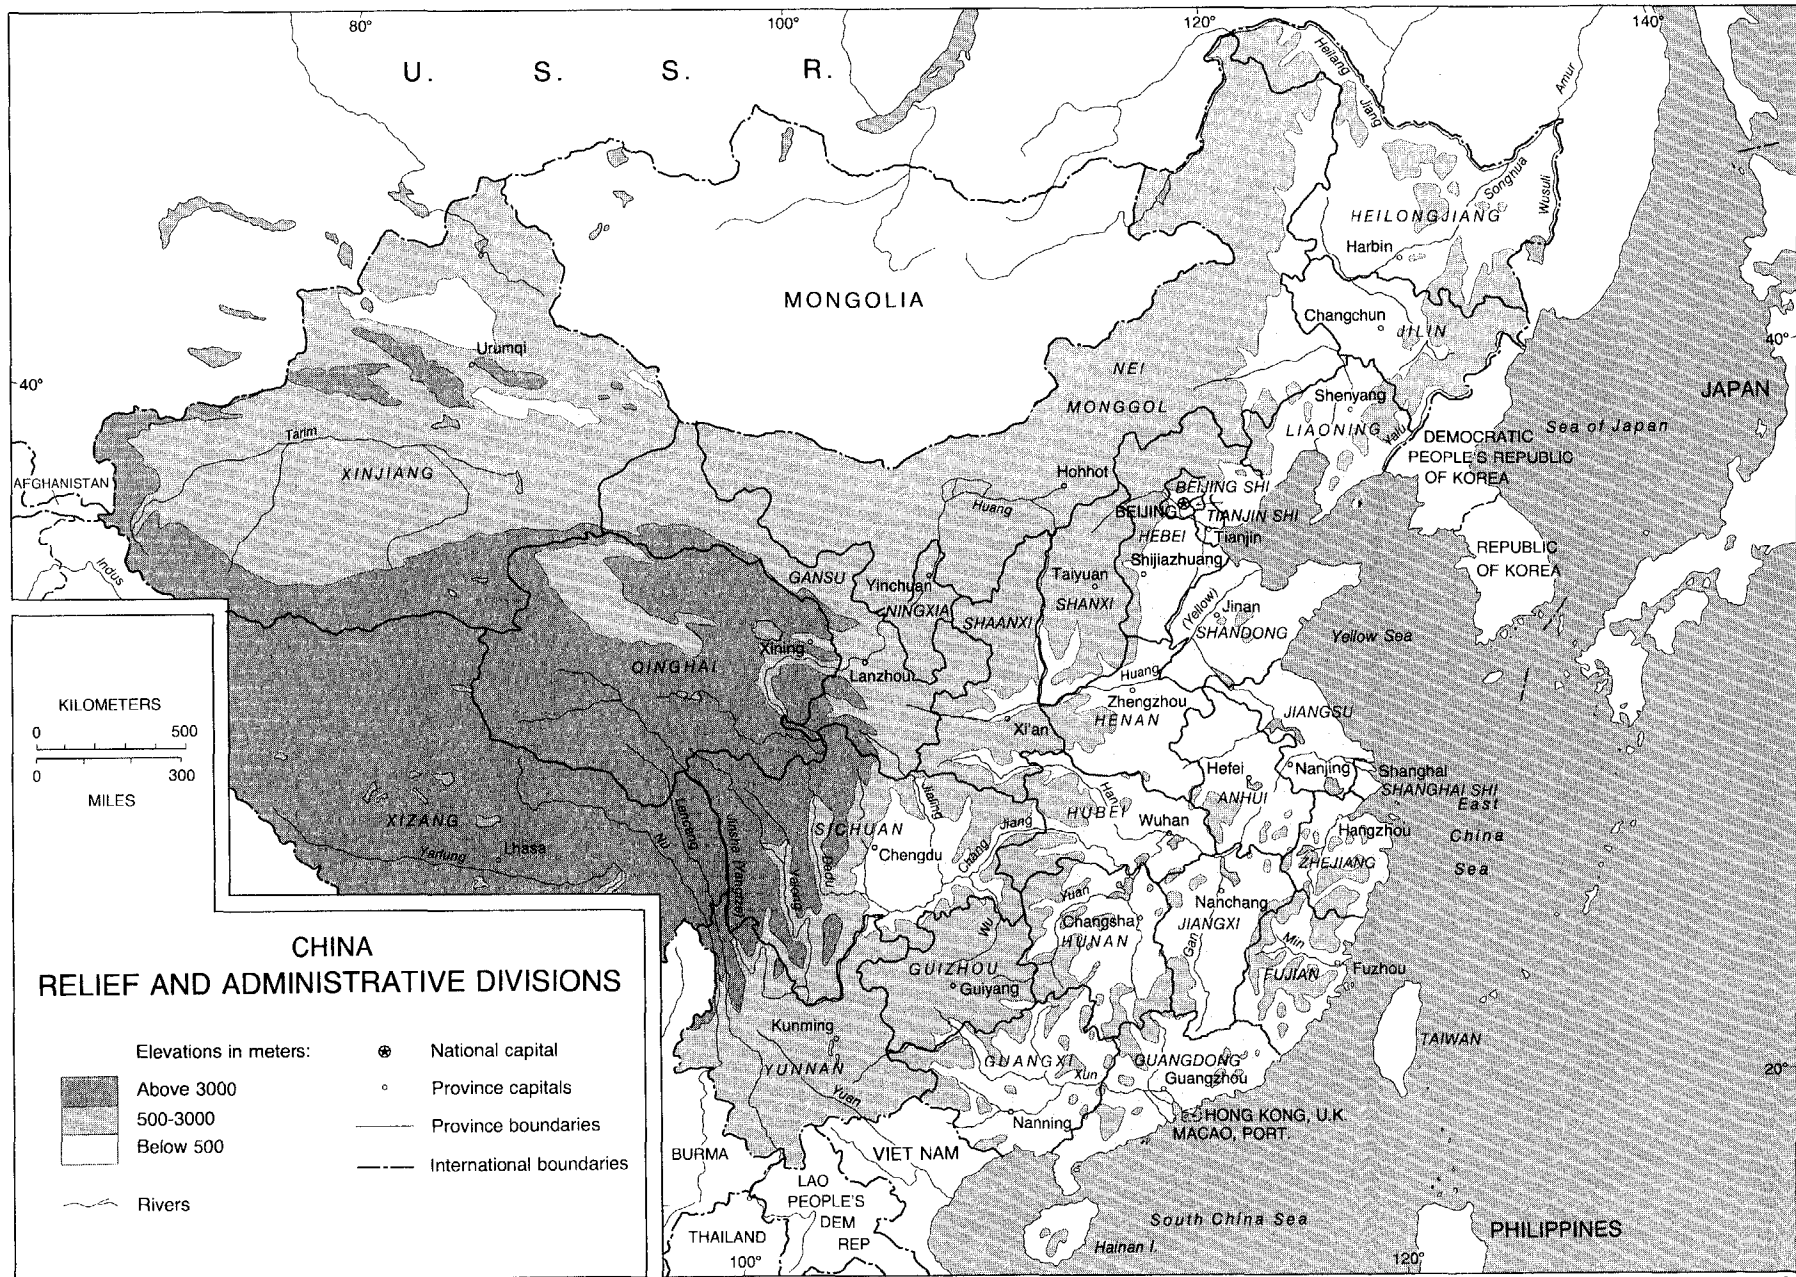 80°
100°
120°
140°
U. S. S. R.
Heilang
Jiang
Amur
Songhua
Wusuli
HEILONGJIANG
Harbin
MONGOLIA
Changchun
JILIN
40°
40°
Urumqi
NEI
MONGGOL
Shenyang
LIAONING
Yalu
JAPAN
Sea of Japan
DEMOCRATIC
PEOPLE'S REPUBLIC
OF KOREA
Tarim
XINJIANG
AFGHANISTAN
Indus
Hohhot
Huang
BEIJING SHI
BEIJING
TIANJIN SHI
HEBEI
Tianjin
Shijiazhuang
REPUBLIC
OF KOREA
GANSU
Yinchuan
NINGXIA
SHAANXI
Taiyuan
SHANXI
(Yellow)
Jinan
SHANDONG
Yellow Sea
QINGHAI
Xining
Lanzhou
Huang
Zhengzhou
HENAN
Xi'an
JIANGSU
KILOMETERS
0 500
0 300
MILES
Hefei
Nanjing
ANHUI
Shanghai
SHANGHAI SHI
East
China
Sea
XIZANG
Yarlung
Lhasa
Nu
Lancang
Jinsha (Yangtze)
Yalong
Dadu
SICHUAN
Jialing
Chengdu
Chang
Jiang
Han
HUBEI
Wuhan
Hangzhou
ZHEJIANG
Yuan
Changsha
HUNAN
Wu
Nanchang
JIANGXI
Gan
Min
FUJIAN
Fuzhou
GUIZHOU
Guiyang
Kunming
YUNNAN
Yuan
GUANGXI
Xun
Nanning
GUANGDONG
Guangzhou
HONG KONG, U.K.
MACAO, PORT.
TAIWAN
20°
BURMA
VIET NAM
LAO
PEOPLE'S
DEM
REP
THAILAND
100°
South China Sea
Hainan I.
120°
PHILIPPINES
CHINA
RELIEF AND ADMINISTRATIVE DIVISIONS
Elevations in meters:
Above 3000
500-3000
Below 500
Rivers
National capital
Province capitals
Province boundaries
International boundaries